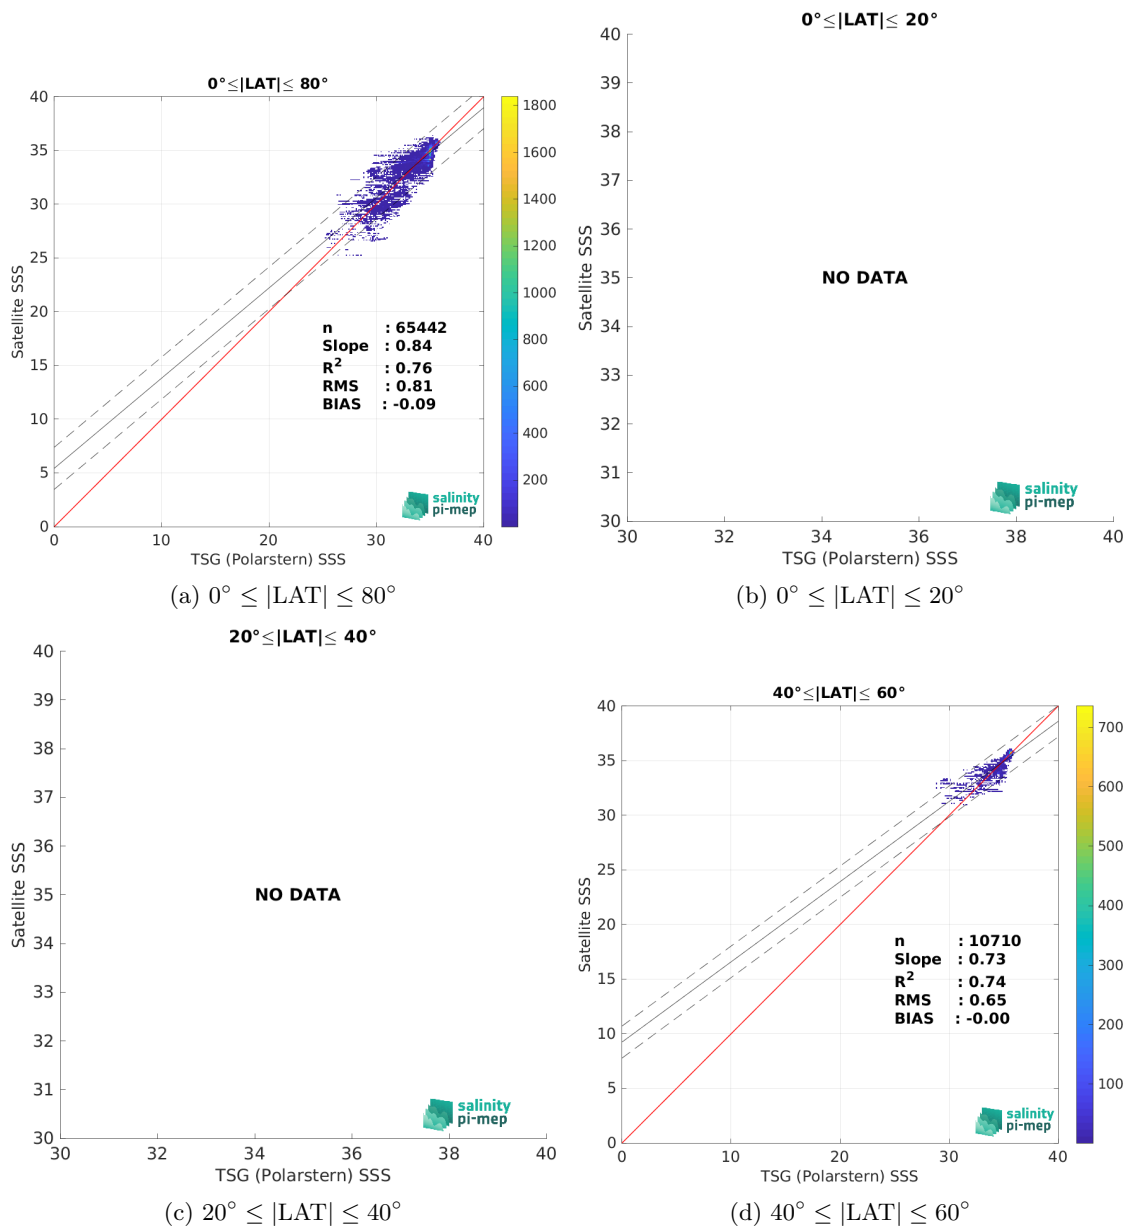 0°≤|LAT|≤ 80°
40
35
30
25
20
15
10
5
0
0
10
20
30
40
Satellite SSS
TSG (Polarstern) SSS
n : 65442
Slope : 0.84
R² : 0.76
RMS : 0.81
BIAS : -0.09
salinity
pi-mep
1800
1600
1400
1200
1000
800
600
400
200
(a) 0° ≤ |LAT| ≤ 80°
0°≤|LAT|≤ 20°
40
39
38
37
36
35
34
33
32
31
30
30
32
34
36
38
40
Satellite SSS
TSG (Polarstern) SSS
NO DATA
salinity
pi-mep
(b) 0° ≤ |LAT| ≤ 20°
20°≤|LAT|≤ 40°
40
39
38
37
36
35
34
33
32
31
30
30
32
34
36
38
40
Satellite SSS
TSG (Polarstern) SSS
NO DATA
salinity
pi-mep
(c) 20° ≤ |LAT| ≤ 40°
40°≤|LAT|≤ 60°
40
35
30
25
20
15
10
5
0
0
10
20
30
40
Satellite SSS
TSG (Polarstern) SSS
n : 10710
Slope : 0.73
R² : 0.74
RMS : 0.65
BIAS : -0.00
salinity
pi-mep
700
600
500
400
300
200
100
(d) 40° ≤ |LAT| ≤ 60°